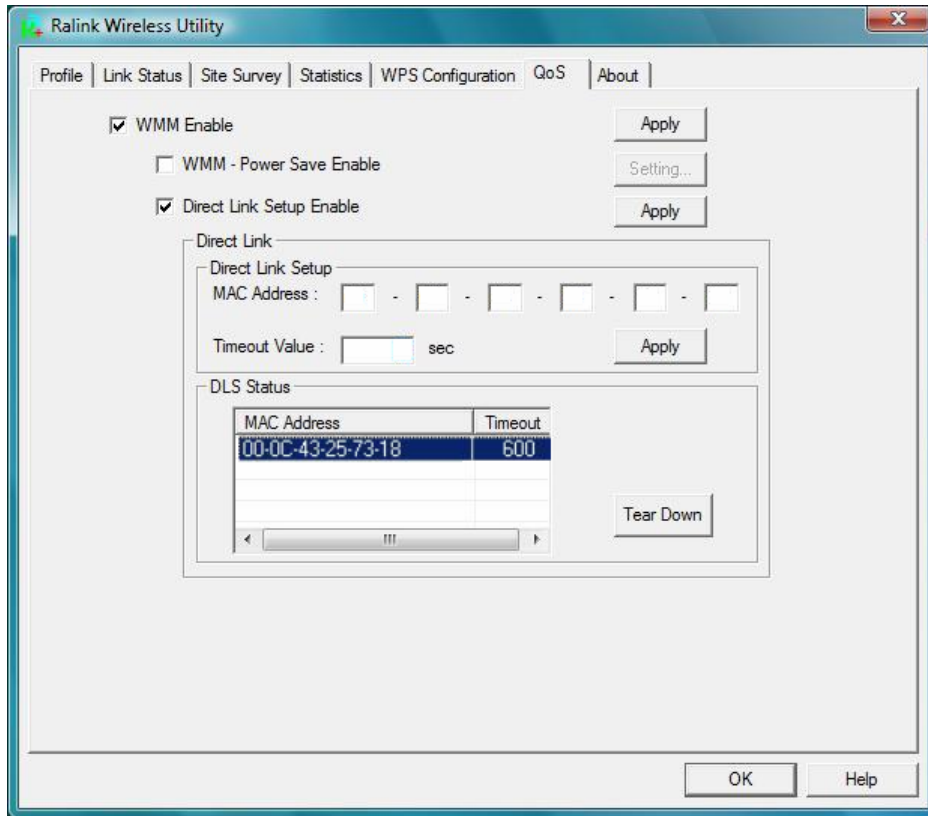 Ralink Wireless Utility
Profile Link Status Site Survey Statistics WPS Configuration QoS About
WMM Enable Apply
WMM - Power Save Enable Setting...
Direct Link Setup Enable Apply
Direct Link
Direct Link Setup
MAC Address : - - - - -
Timeout Value : sec Apply
DLS Status
MAC Address Timeout
00-0C-43-25-73-18 600
Tear Down
OK Help